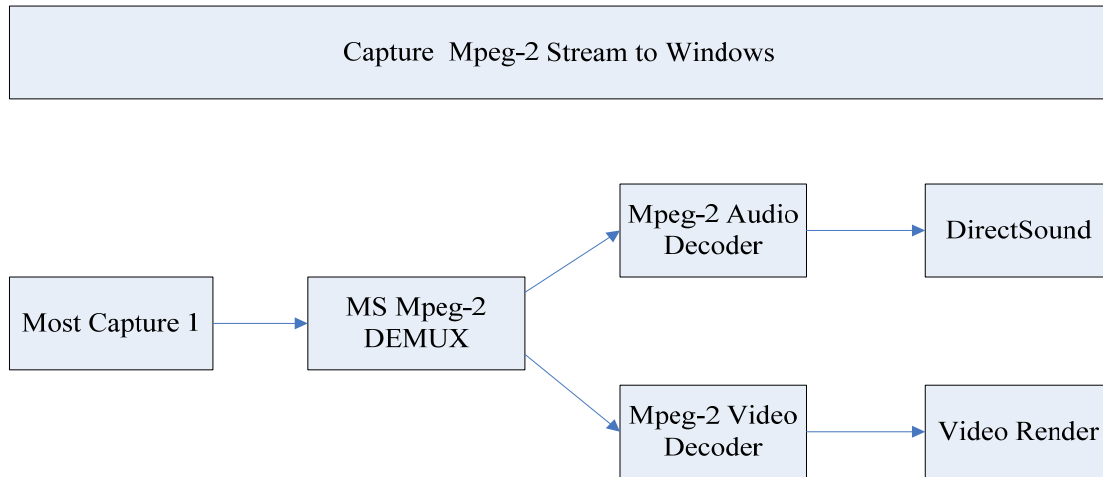 Capture Mpeg-2 Stream to Windows
Mpeg-2 Audio
Decoder
DirectSound
Most Capture 1
MS Mpeg-2
DEMUX
Mpeg-2 Video
Decoder
Video Render